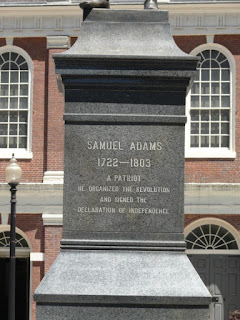 SAMUEL ADAMS
1722—1803
A PATRIOT
HE ORGANIZED THE REVOLUTION
AND SIGNED THE
DECLARATION OF INDEPENDENCE